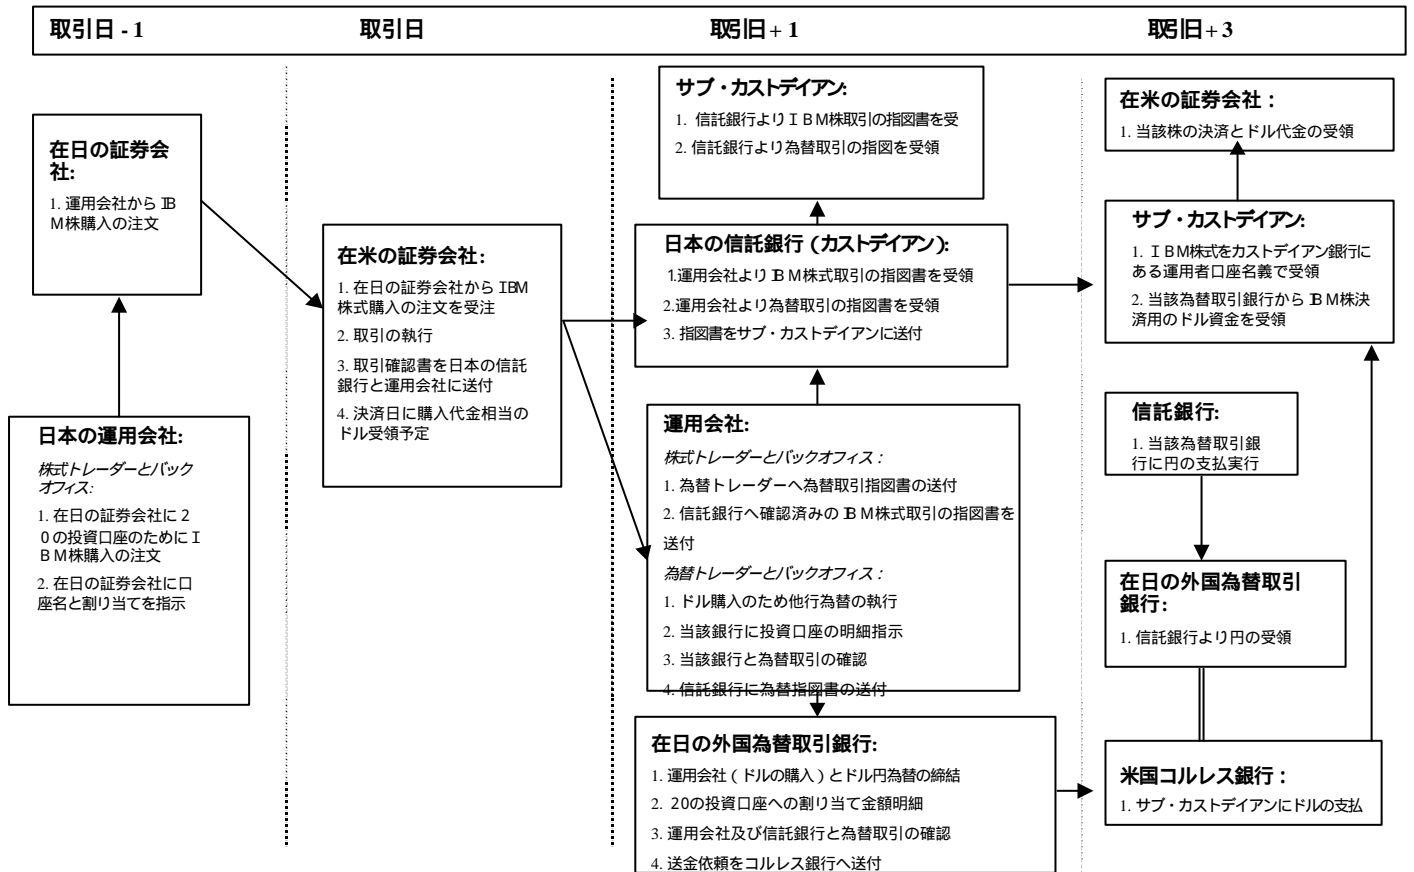 取引日 - 1
取引日
取引日 + 1
取引日 + 3
在日の証券会
社:
1. 運用会社から IB
M株購入の注文
日本の運用会社:
株式トレーダーとバック
オフィス:
1. 在日の証券会社に 2
0 の投資口座のために I
B M株購入の注文
2. 在日の証券会社に口
座名と割り当てを指示
在米の証券会社:
1. 在日の証券会社から IBM
株式購入の注文を受注
2. 取引の執行
3. 取引確認書を日本の信託
銀行と運用会社に送付
4. 決済日に購入代金相当の
ドル受領予定
サブ・カストデイアン:
1. 信託銀行より I B M株取引の指図書を受
2. 信託銀行より為替取引の指図を受領
日本の信託銀行 ( カストデイアン ) :
1.運用会社より IB M株式取引の指図書を受領
2.運用会社より為替取引の指図書を受領
3. 指図書をサブ・カストデイアンに送付
運用会社:
株式トレーダーとバックオフィス :
1. 為替トレーダーへ為替取引指図書の送付
2. 信託銀行へ確認済みの IB M株式取引の指図書を
送付
為替トレーダーとバックオフィス :
1. ドル購入のため他行為替の執行
2. 当該銀行に投資口座の明細指示
3. 当該銀行と為替取引の確認
4. 信託銀行に為替指図書の送付
在日の外国為替取引銀行:
1. 運用会社 ( ドルの購入 ) とドル円為替の締結
2. 20の投資口座への割り当て金額明細
3. 運用会社及び信託銀行と為替取引の確認
4. 送金依頼をコルレス銀行へ送付
在米の証券会社 :
1. 当該株の決済とドル代金の受領
サブ・カストデイアン:
1. I B M株式をカストデイアン銀行に
ある運用者口座名義で受領
2. 当該為替取引銀行から IB M株決
済用のドル資金を受領
信託銀行:
1. 当該為替取引銀
行に円の支払実行
在日の外国為替取引
銀行:
1. 信託銀行より円の受領
米国コルレス銀行 :
1. サブ・カストデイアンにドルの支払